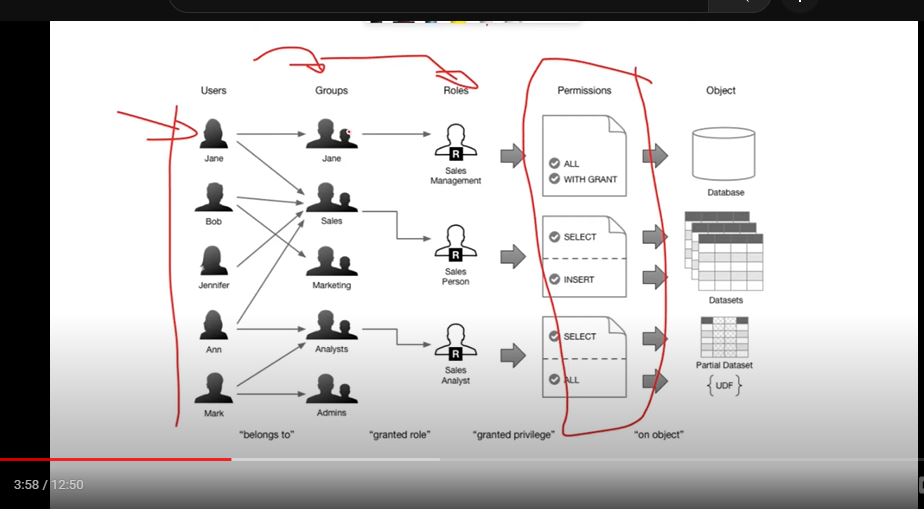 Users
Groups
Roles
Permissions
Object
Jane
Jane
R
Sales
Management
ALL
WITH GRANT
Database
Bob
Sales
R
Sales
Person
SELECT
INSERT
Datasets
Jennifer
Marketing
Ann
Analysts
R
Sales
Analyst
SELECT
ALL
Partial Dataset
{UDF}
Mark
Admins
"belongs to"
"granted role"
"granted privilege"
"on object"
3:58 / 12:50